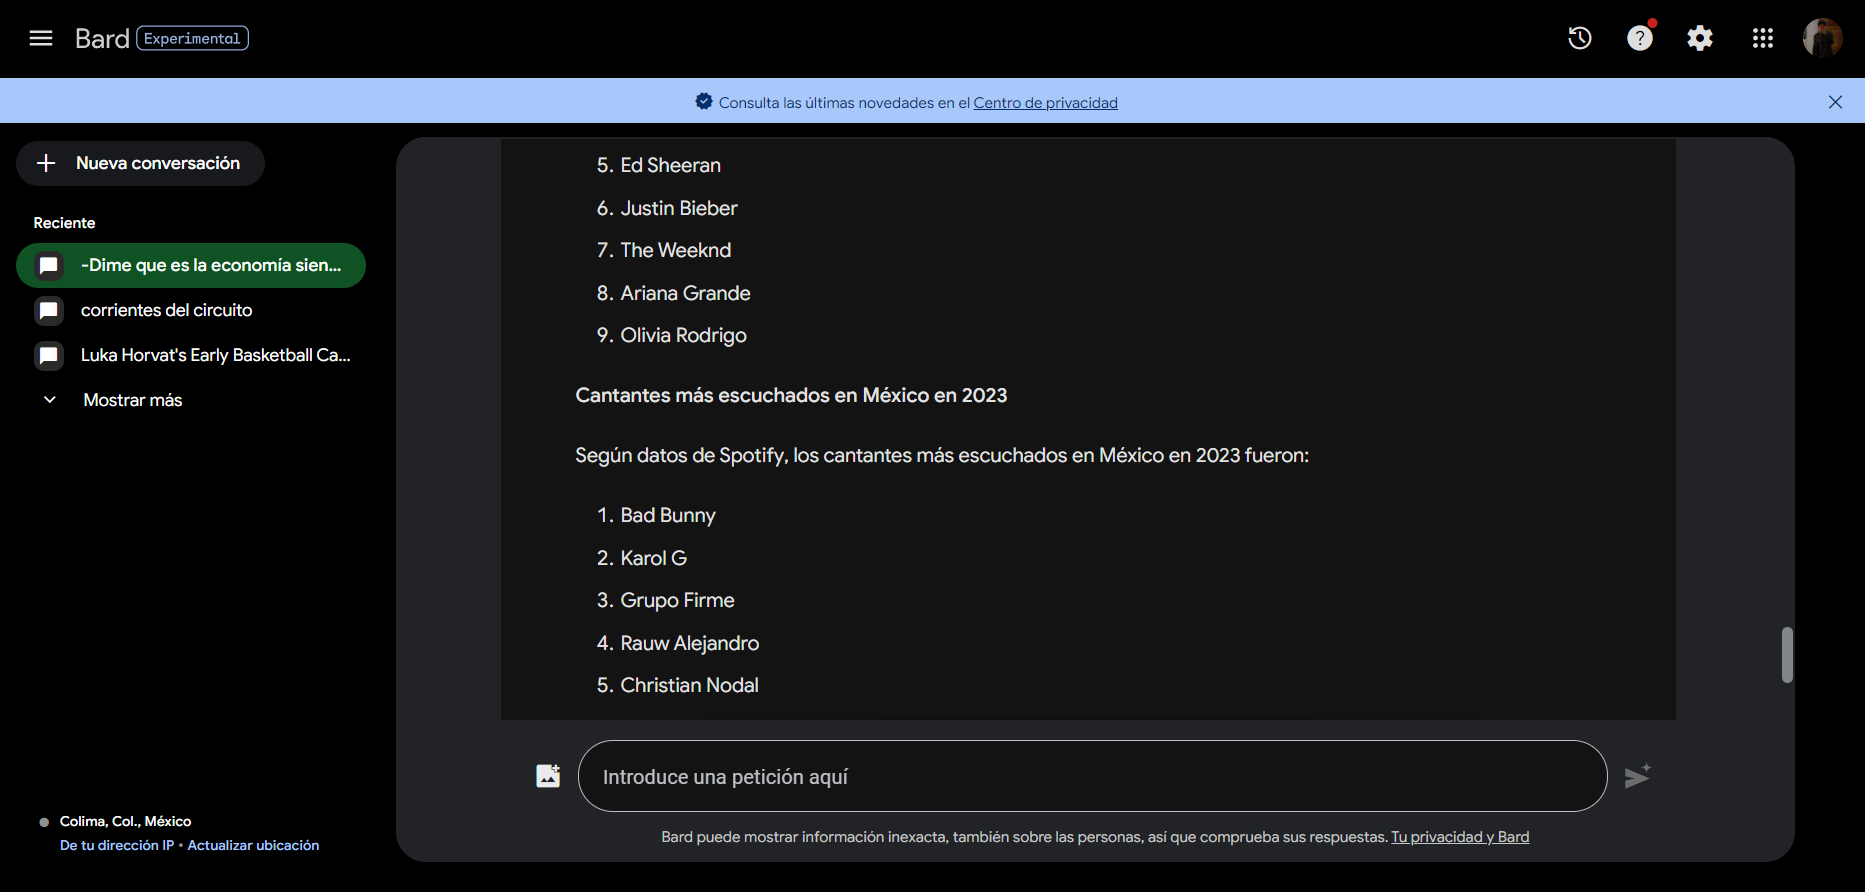 Bard Experimental
Consulta las últimas novedades en el Centro de privacidad
Nueva conversación
Reciente
-Dime que es la economía sien...
corrientes del circuito
Luka Horvat's Early Basketball Ca...
Mostrar más
Colima, Col., México
De tu dirección IP • Actualizar ubicación
5. Ed Sheeran
6. Justin Bieber
7. The Weeknd
8. Ariana Grande
9. Olivia Rodrigo
Cantantes más escuchados en México en 2023
Según datos de Spotify, los cantantes más escuchados en México en 2023 fueron:
1. Bad Bunny
2. Karol G
3. Grupo Firme
4. Rauw Alejandro
5. Christian Nodal
Introduce una petición aquí
Bard puede mostrar información inexacta, también sobre las personas, así que comprueba sus respuestas. Tu privacidad y Bard